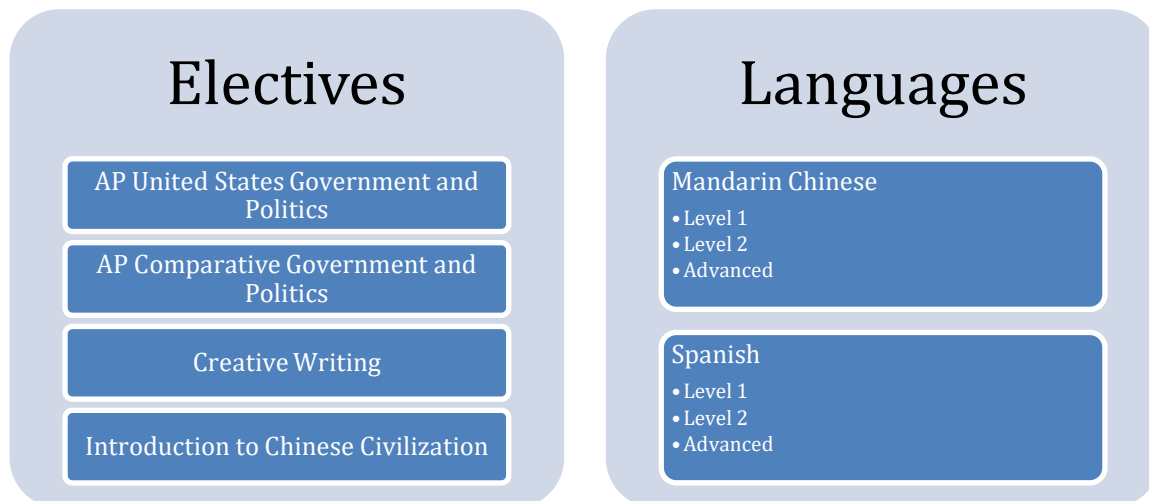 Electives
AP United States Government and
Politics
AP Comparative Government and
Politics
Creative Writing
Introduction to Chinese Civilization
Languages
Mandarin Chinese
• Level 1
• Level 2
• Advanced
Spanish
• Level 1
• Level 2
• Advanced